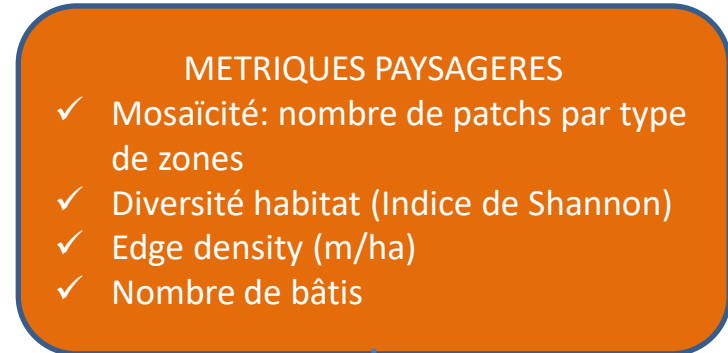 METRIQUES PAYSAGERES
✓ Mosaïcité: nombre de patchs par type
de zones
✓ Diversité habitat (Indice de Shannon)
✓ Edge density (m/ha)
✓ Nombre de bâtis